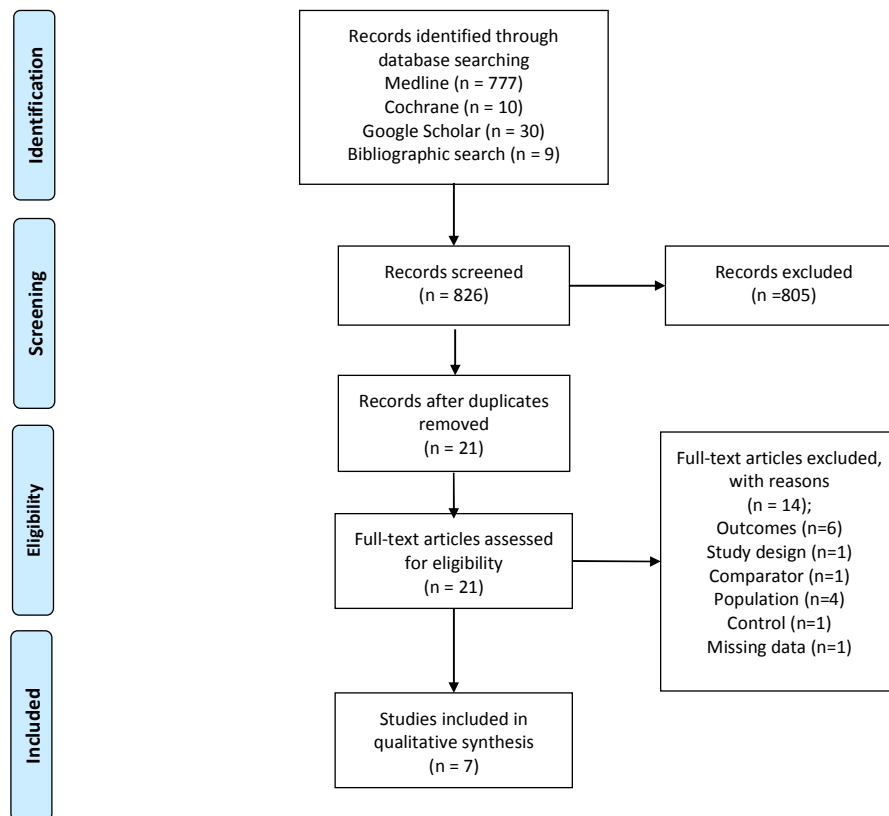 Identification
Records identified through
database searching
Medline (n = 777)
Cochrane (n = 10)
Google Scholar (n = 30)
Bibliographic search (n = 9)
Screening
Records screened
(n = 826)
Records excluded
(n =805)
Records after duplicates
removed
(n = 21)
Eligibility
Full-text articles assessed
for eligibility
(n = 21)
Full-text articles excluded,
with reasons
(n = 14);
Outcomes (n=6)
Study design (n=1)
Comparator (n=1)
Population (n=4)
Control (n=1)
Missing data (n=1)
Included
Studies included in
qualitative synthesis
(n = 7)